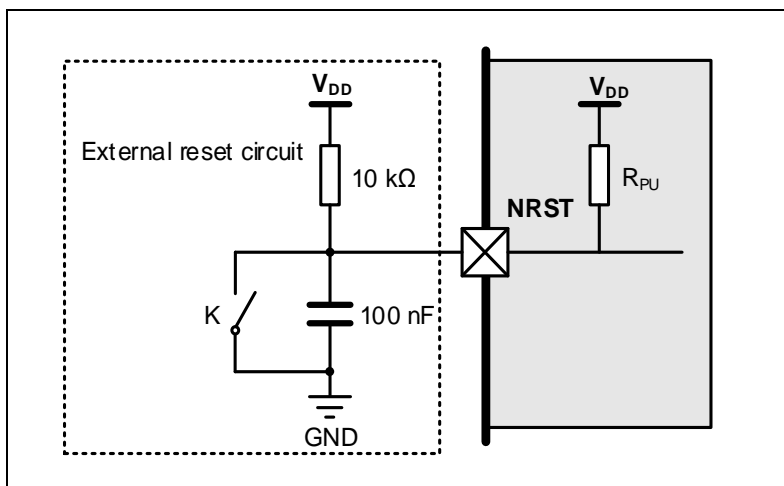 V_DD
V_DD
External reset circuit
10 kΩ
R_PU
NRST
K
100 nF
GND